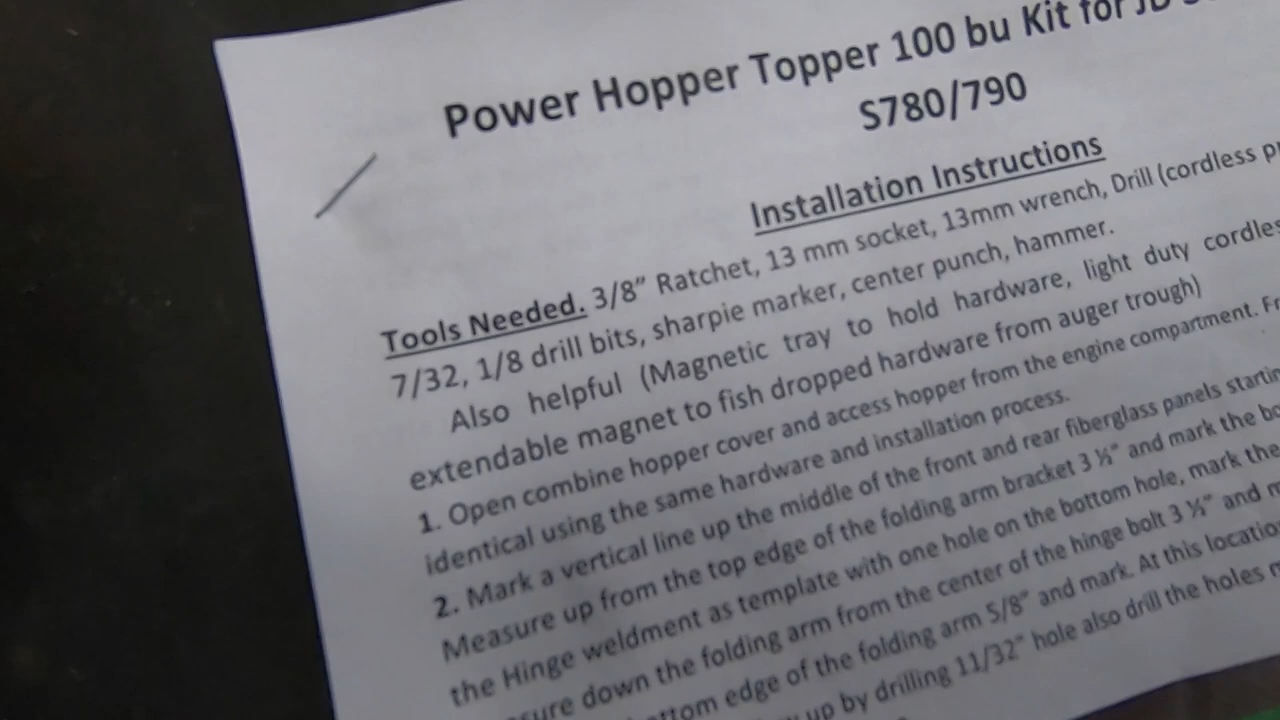 Power Hopper Topper 100 bu Kit for JD
S780/790
Installation Instructions
Tools Needed. 3/8” Ratchet, 13 mm socket, 13mm wrench, Drill (cordless
7/32, 1/8 drill bits, sharpie marker, center punch, hammer.
Also helpful (Magnetic tray to hold hardware, light duty
extendable magnet to fish dropped hardware from auger trough)
1. Open combine hopper cover and access hopper from the engine compartment.
identical using the same hardware and installation process.
2. Mark a vertical line up the middle of the front and rear fiberglass panels
Measure up from the top edge of the folding arm bracket 3 ½” and mark the
the Hinge weldment as template with one hole on the bottom hole, mark the
down the folding arm from the center of the hinge bolt 3 ½” and
edge of the folding arm 5/8” and mark. At this
up by drilling 11/32” hole also drill the holes